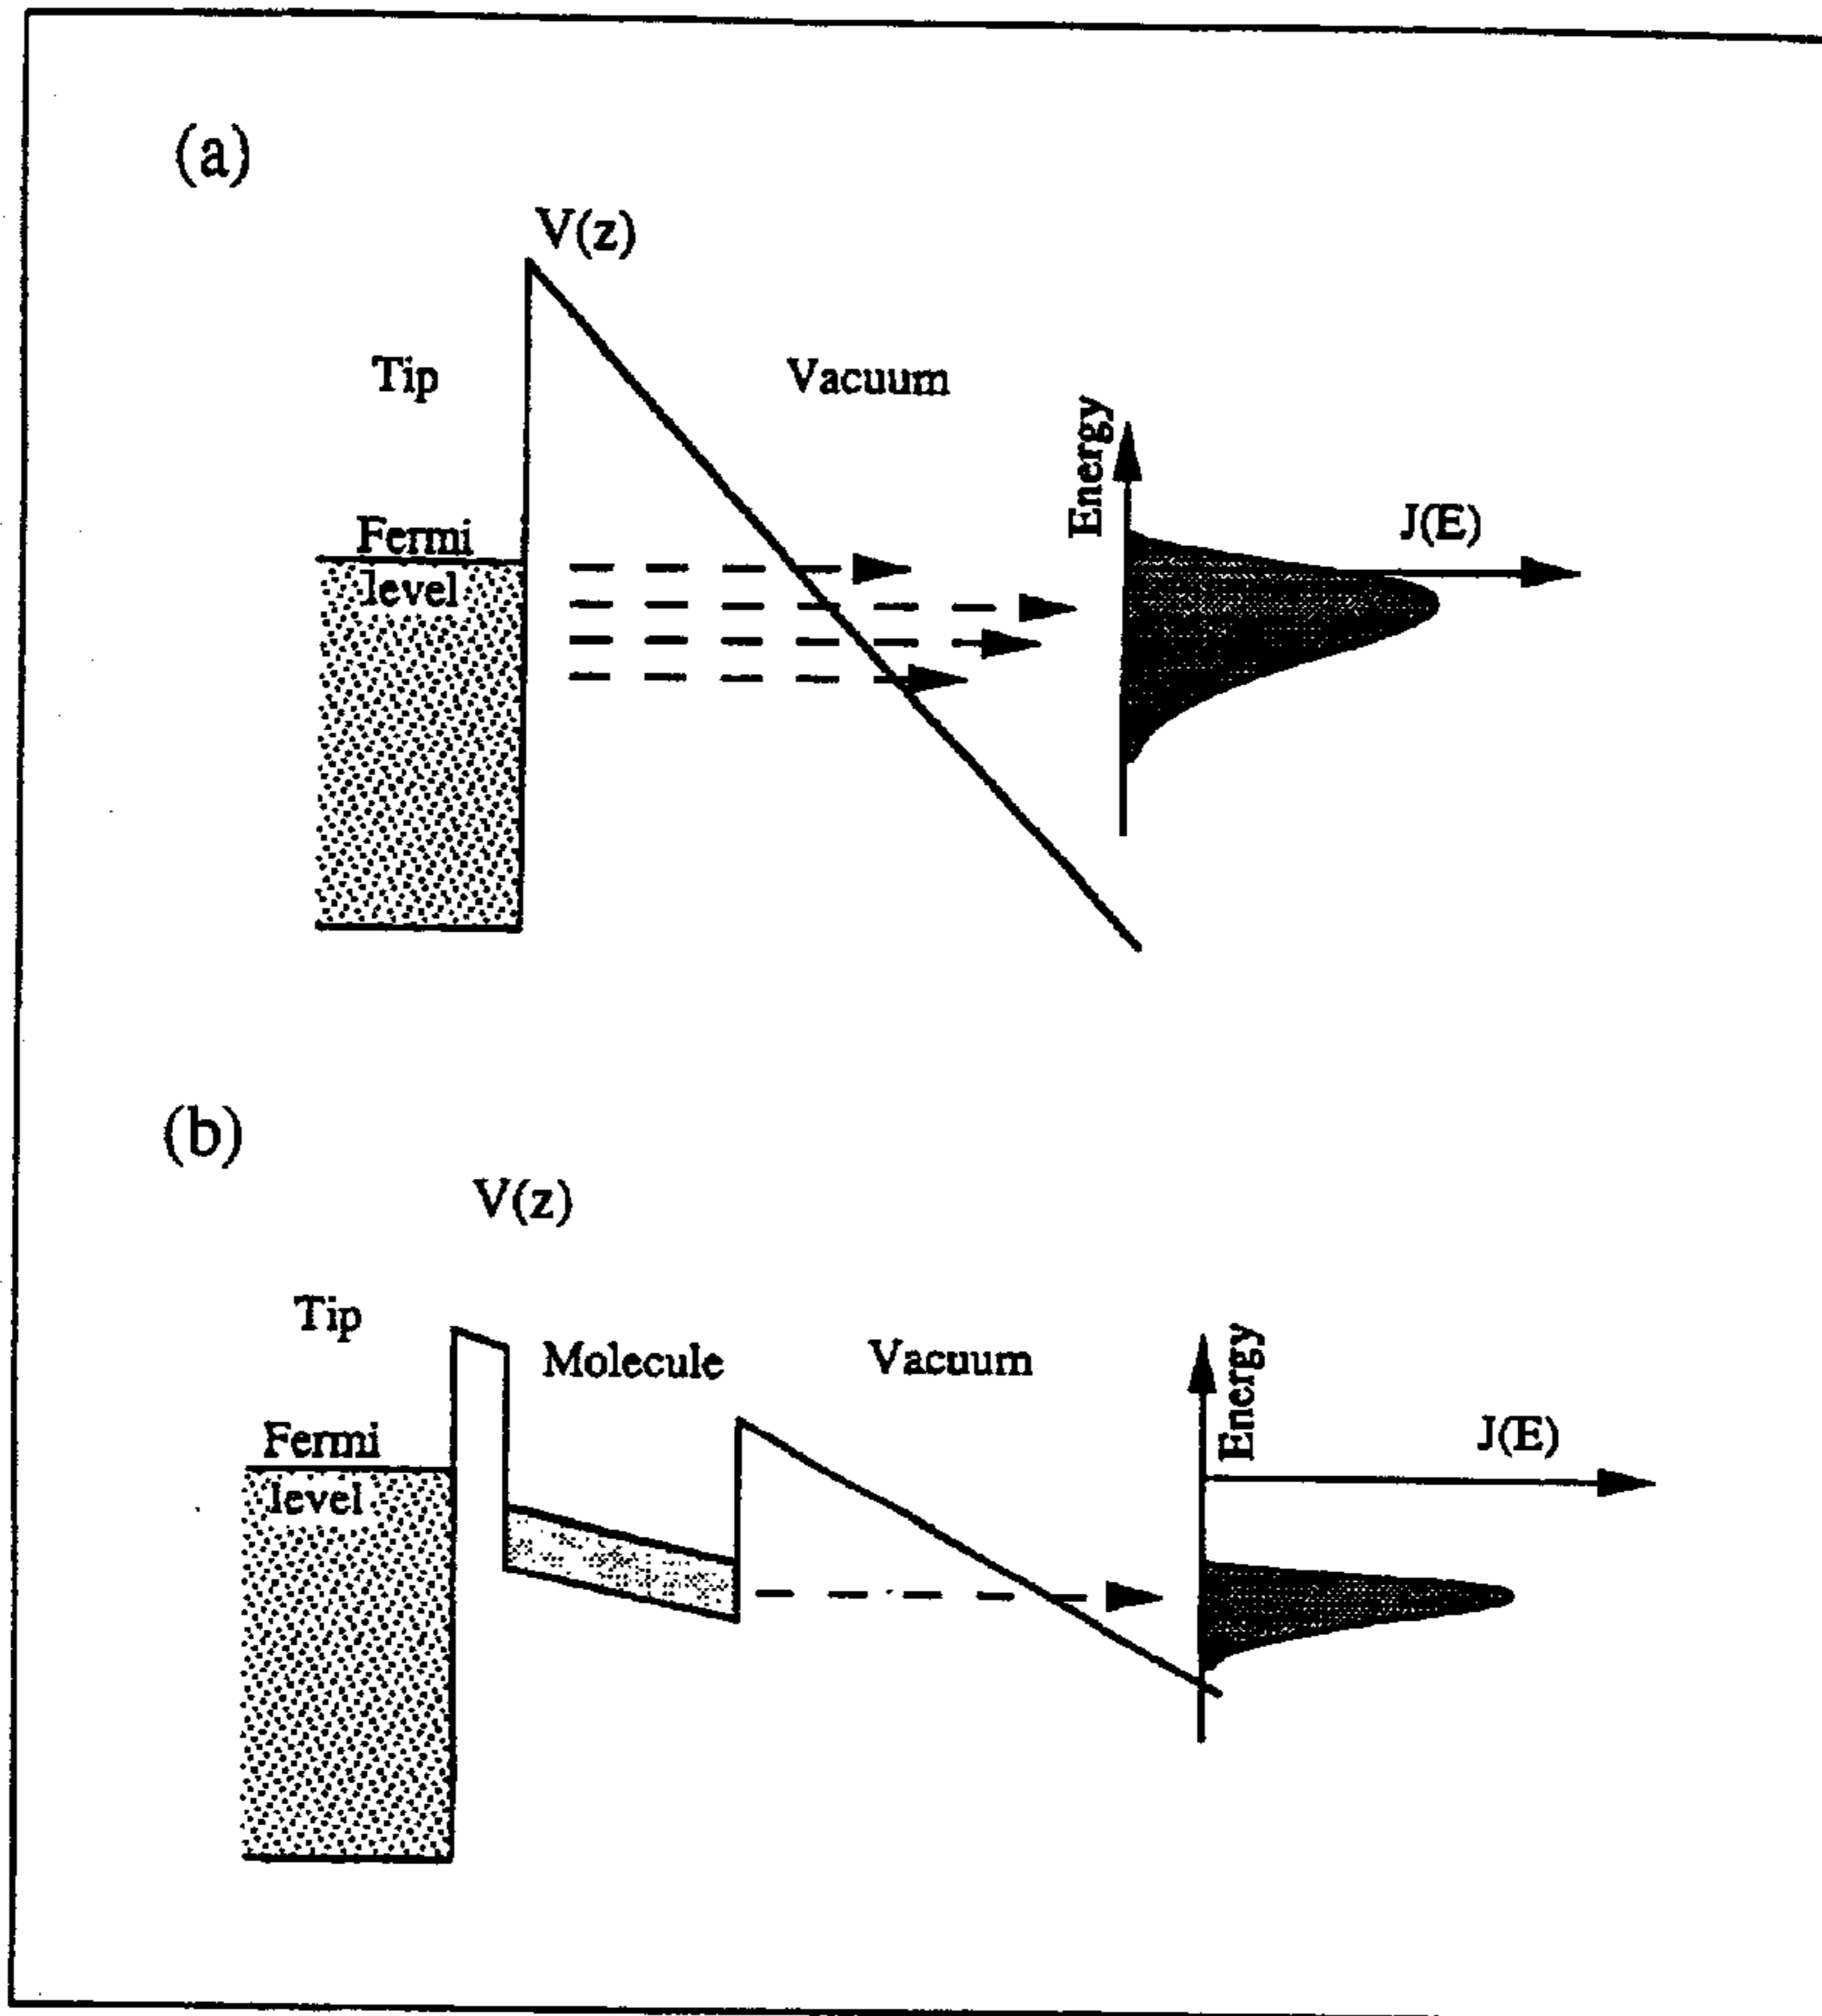 (a)
V(z)
Tip
Vacuum
Energy
J(E)
Fermi
level
(b)
V(z)
Tip
Molecule
Vacuum
Energy
J(E)
Fermi
level